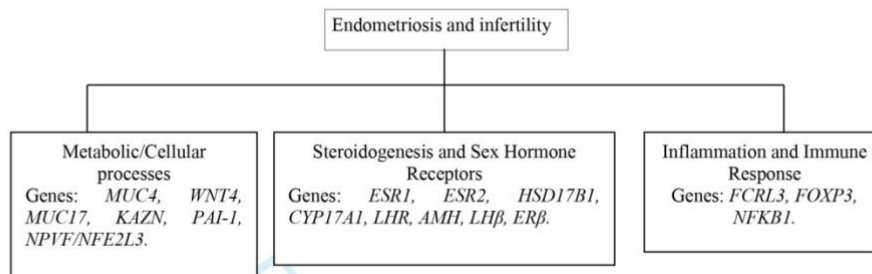 Endometriosis and infertility
Metabolic/Cellular
processes
Genes: MUC4, WNT4,
MUC17, KAZN, PAI-1,
NPVF/NFE2L3.
Steroidogenesis and Sex Hormone
Receptors
Genes: ESR1, ESR2, HSD17B1,
CYP17A1, LHR, AMH, LHβ, ERβ.
Inflammation and Immune
Response
Genes: FCRL3, FOXP3,
NFKB1.